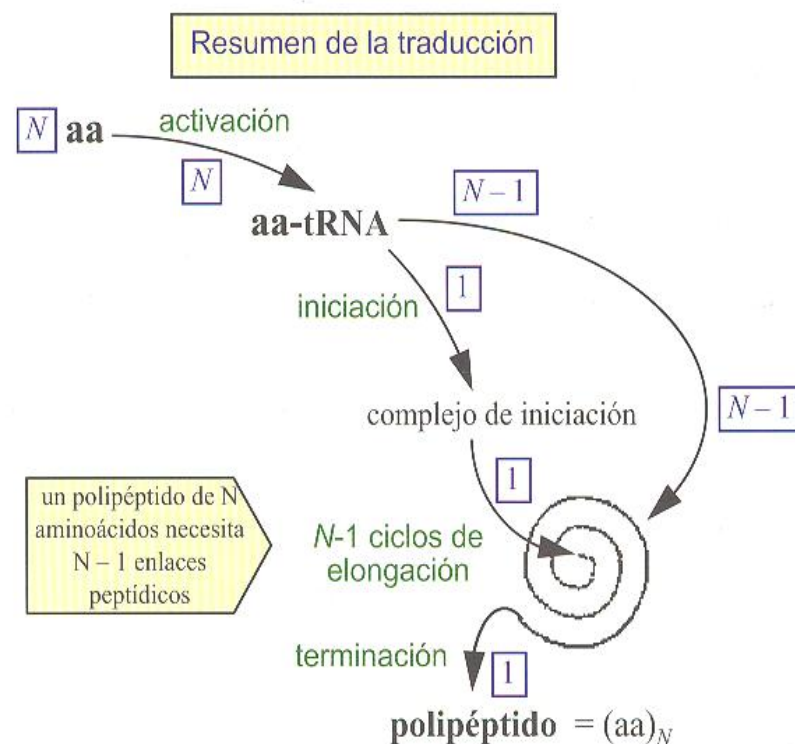 Resumen de la traducción
N aa
activación
N
aa-tRNA
N – 1
1
iniciación
complejo de iniciación
N – 1
1
un polipéptido de N
aminoácidos necesita
N – 1 enlaces
peptídicos
N-1 ciclos de
elongación
terminación
1
polipéptido = (aa)N